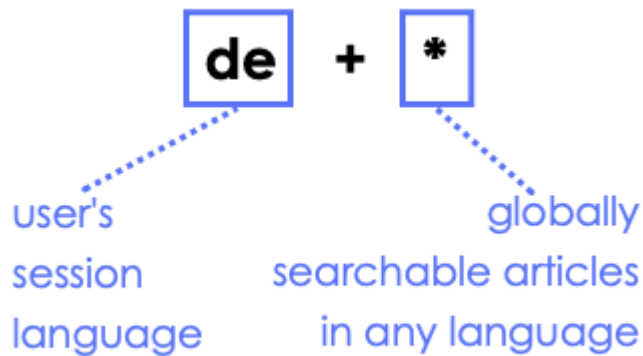 de + *
user's
session
language
globally
searchable articles
in any language